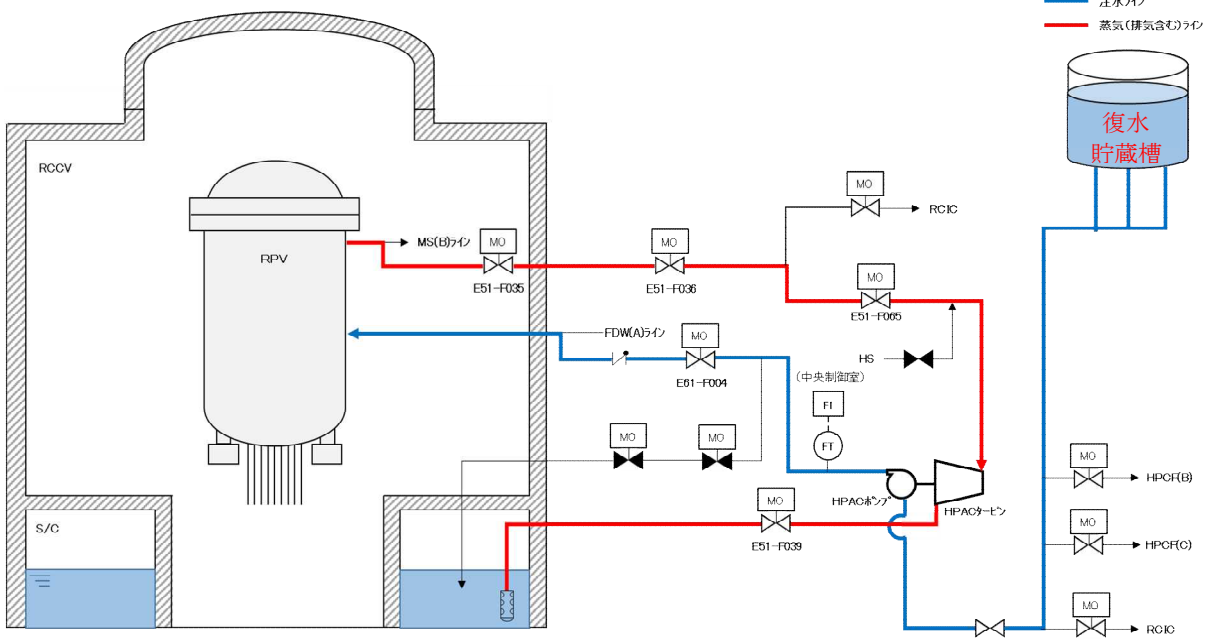 注水ライン
蒸気(排気含む)ライン
復水
貯蔵槽
RCCV
MO
RCIC
MS(B)ライン
MO
MO
RPV
MO
E51-F035
E51-F036
E51-F065
FDW(A)ライン
MO
HS
E61-F004
(中央制御室)
FI
MO
MO
FT
MO
HPCF(B)
HPACポンプ
HPACタービン
MO
S/C
MO
HPCF(C)
E51-F039
MO
RCIC